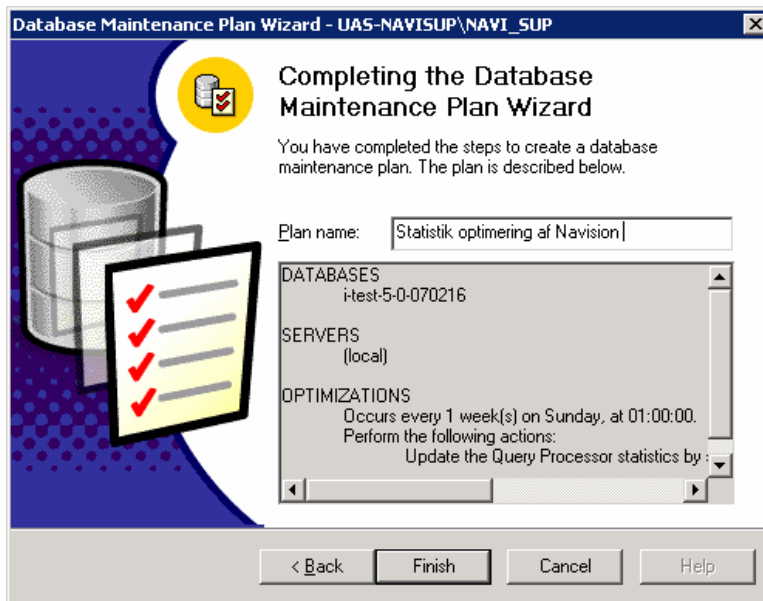 Database Maintenance Plan Wizard - UAS-NAVISUP\NAVI_SUP
Completing the Database
Maintenance Plan Wizard
You have completed the steps to create a database
maintenance plan. The plan is described below.
Plan name: Statistik optimering af Navision
DATABASES
i-test-5-0-070216
SERVERS
(local)
OPTIMIZATIONS
Occurs every 1 week(s) on Sunday, at 01:00:00.
Perform the following actions:
Update the Query Processor statistics by
< Back Finish Cancel Help